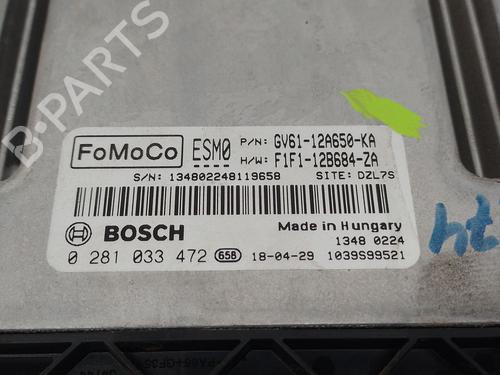 B-PARTS
FoMoCo
ESM0
P/N: GV61-12A650-KA
H/W: F1F1-12B684-ZA
S/N: 134802248119658
SITE: DZL7S
BOSCH
Made in Hungary
1348 0224
0 281 033 472 658 18-04-29 1039S99521